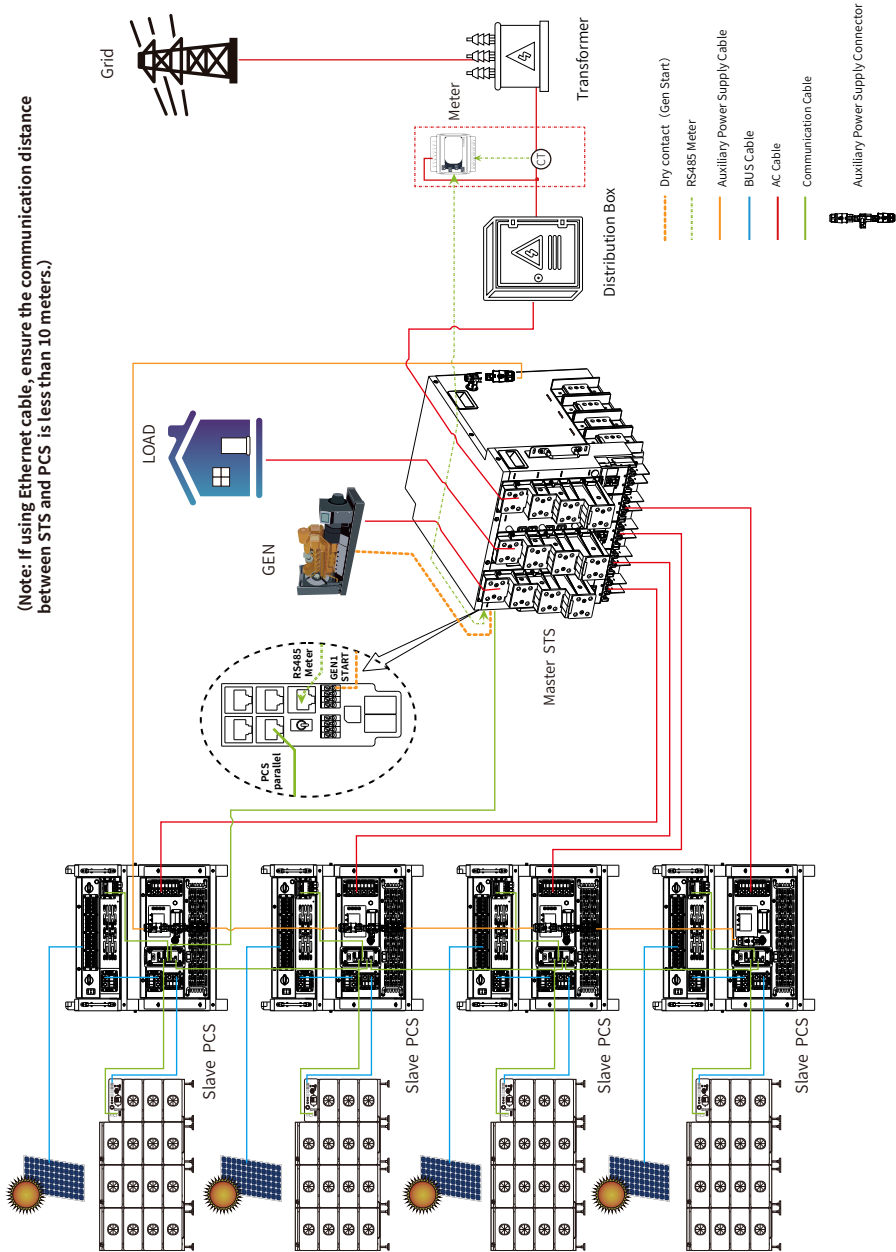 (Note: If using Ethernet cable, ensure the communication distance
between STS and PCS is less than 10 meters.)
Grid
Transformer
Meter
CT
Distribution Box
LOAD
GEN
Master STS
RS485
Meter
GEN1
START
PCS
parallel
Slave PCS
Slave PCS
Slave PCS
Slave PCS
Dry contact（Gen Start）
RS485 Meter
Auxiliary Power Supply Cable
BUS Cable
AC Cable
Communication Cable
Auxiliary Power Supply Connector